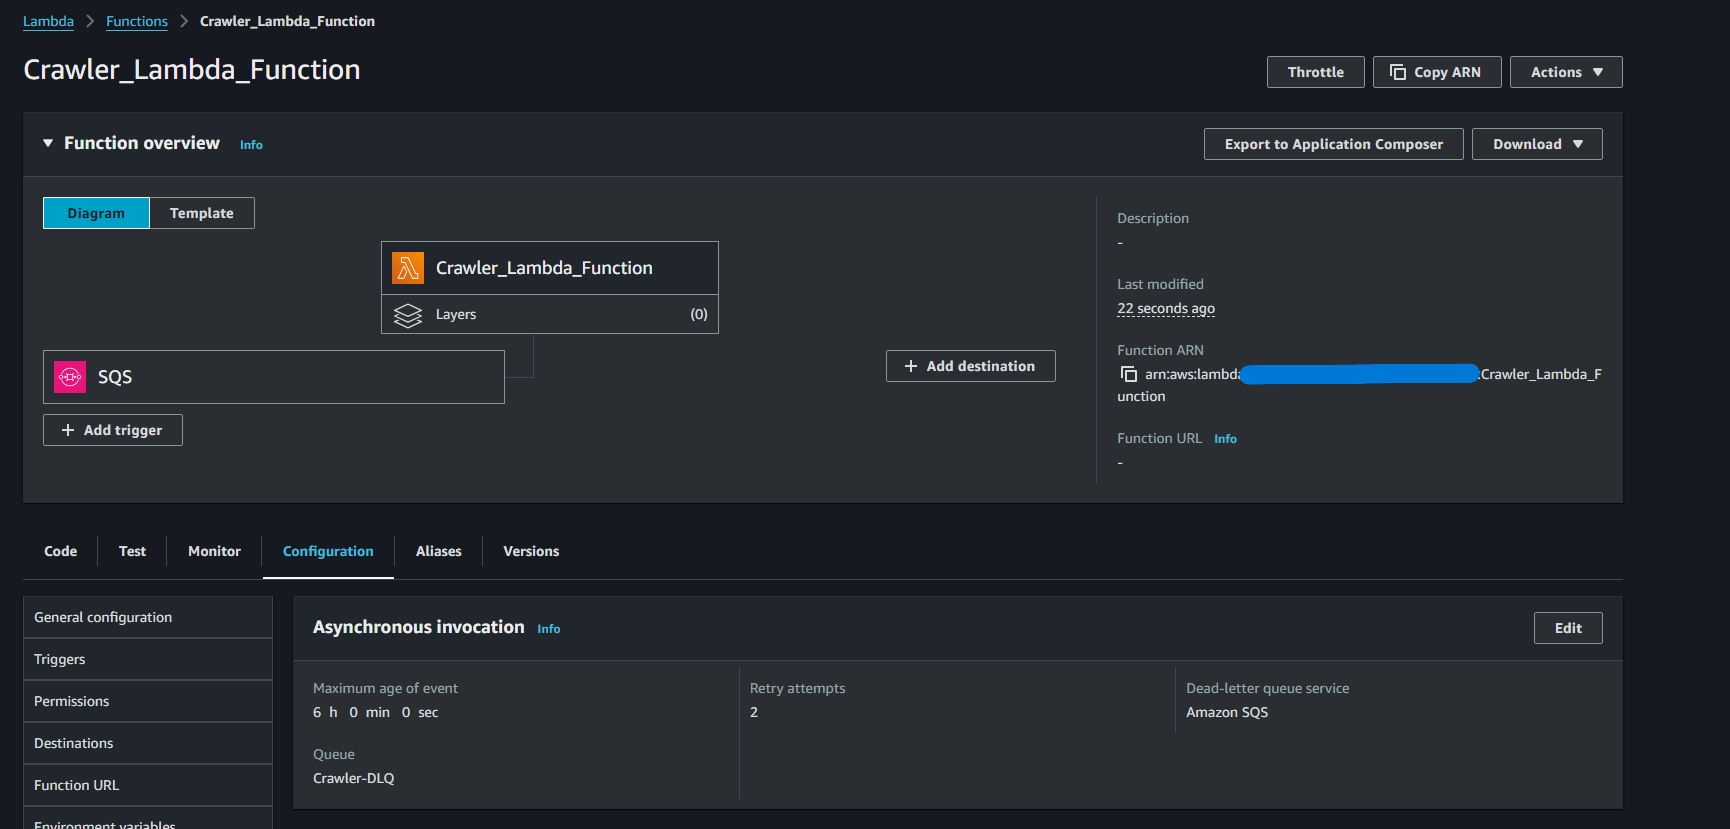 Lambda > Functions > Crawler_Lambda_Function
Crawler_Lambda_Function
Throttle
Copy ARN
Actions
Function overview
Info
Export to Application Composer
Download
Diagram
Template
Crawler_Lambda_Function
Layers
(0)
SQS
+ Add trigger
+ Add destination
Description
-
Last modified
22 seconds ago
Function ARN
arn:aws:lambda
:Crawler_Lambda_F
unction
Function URL
Info
-
Code
Test
Monitor
Configuration
Aliases
Versions
General configuration
Triggers
Permissions
Destinations
Function URL
Environment variables
Asynchronous invocation
Info
Edit
Maximum age of event
6 h 0 min 0 sec
Queue
Crawler-DLQ
Retry attempts
2
Dead-letter queue service
Amazon SQS